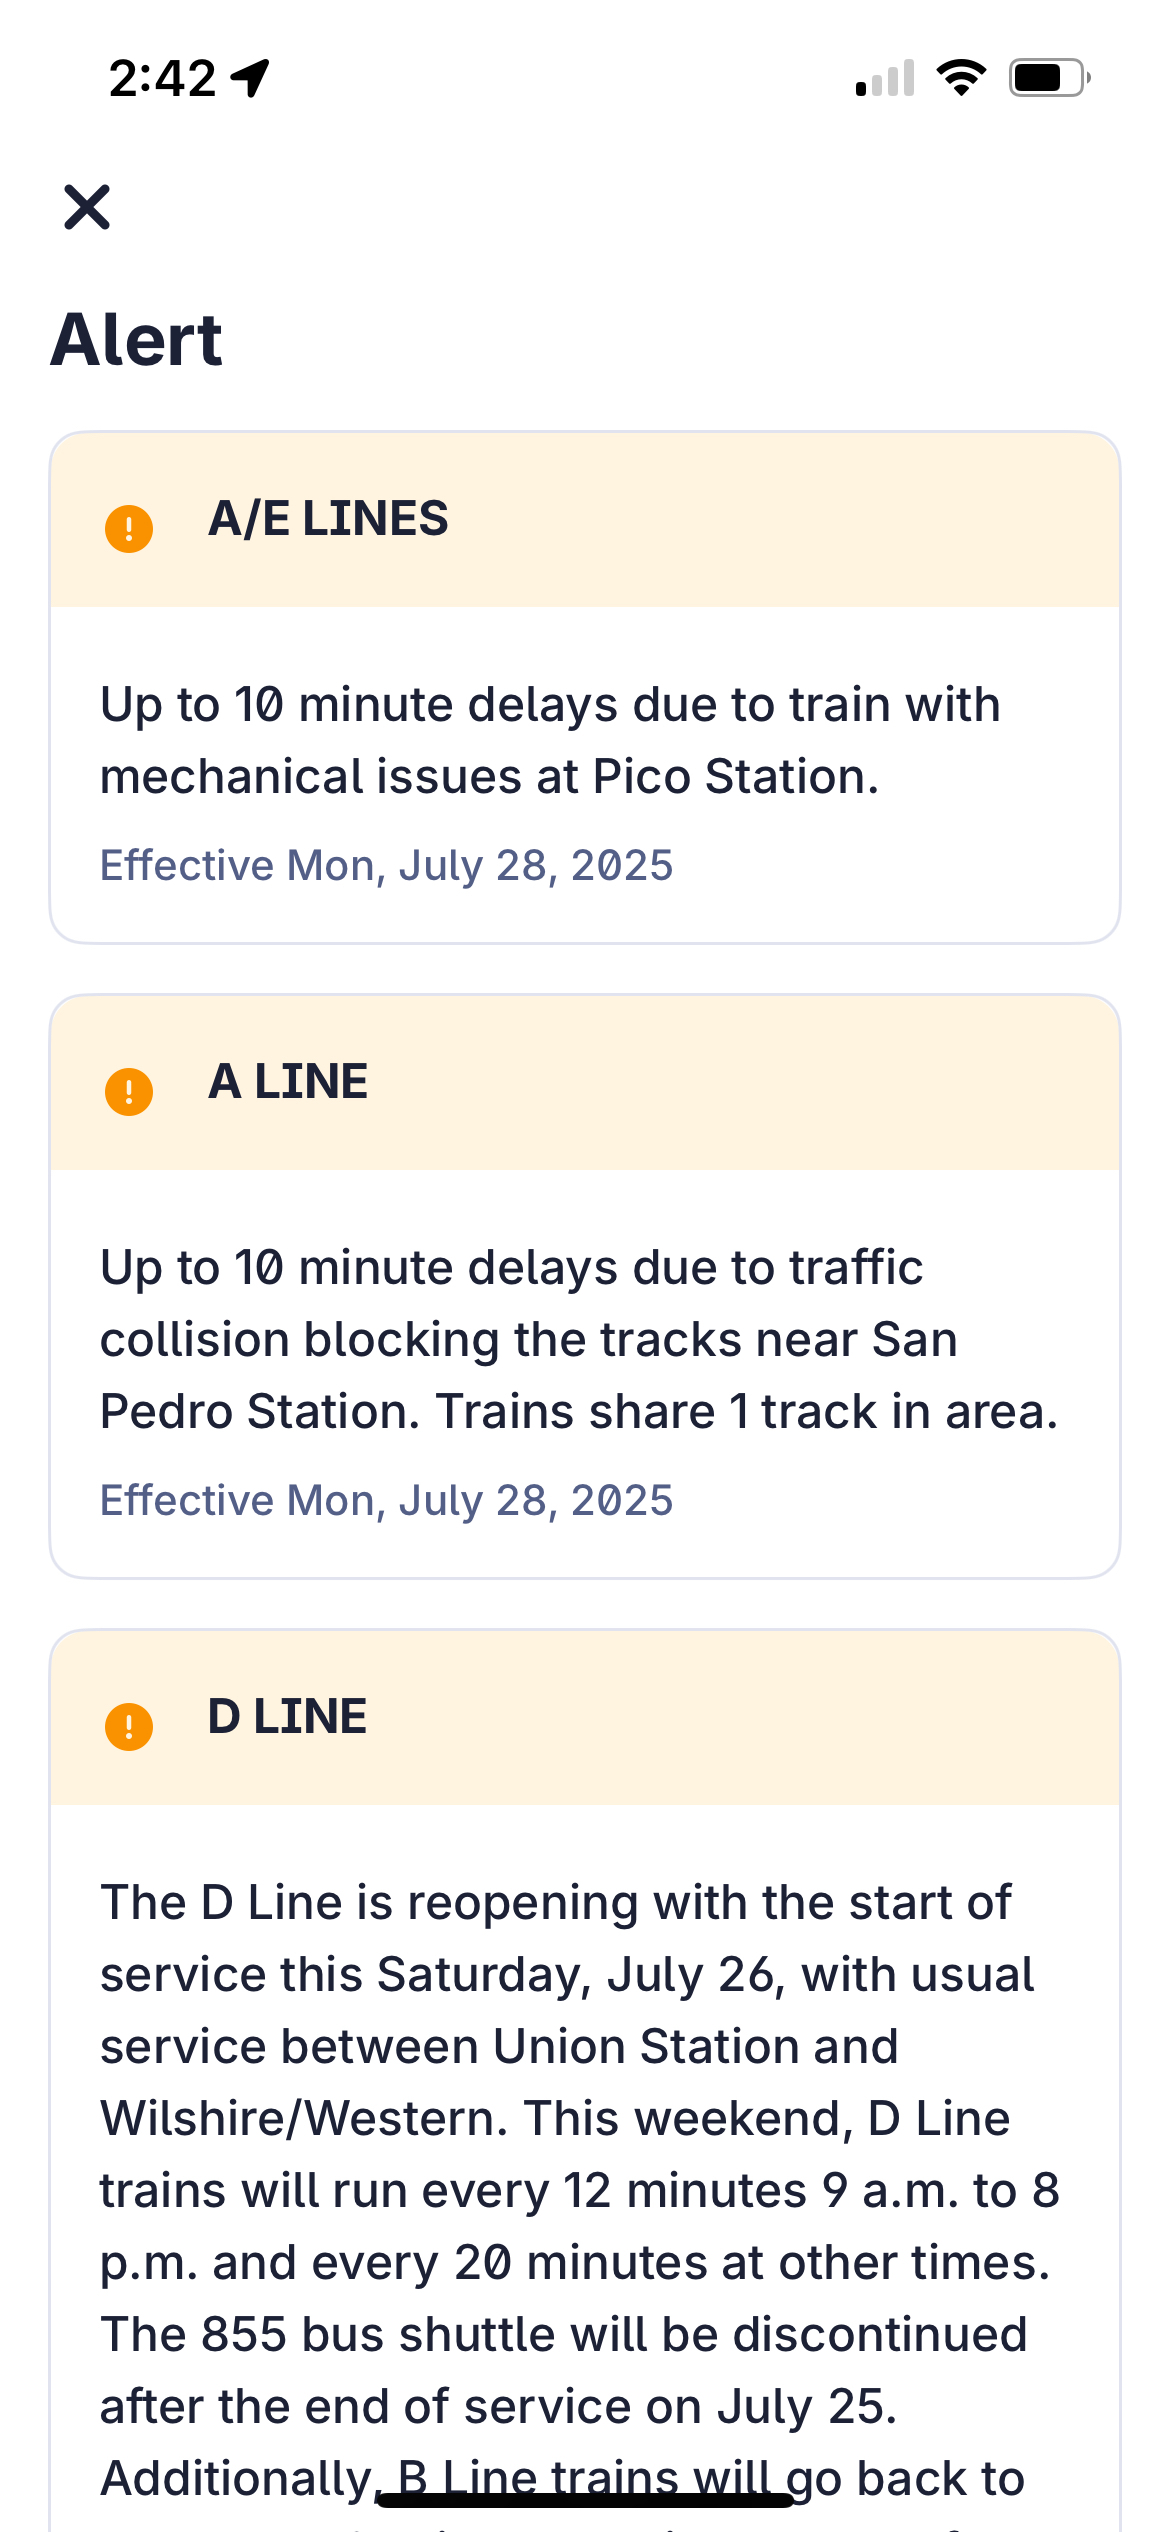 2:42
Alert
A/E LINES
Up to 10 minute delays due to train with
mechanical issues at Pico Station.
Effective Mon, July 28, 2025
A LINE
Up to 10 minute delays due to traffic
collision blocking the tracks near San
Pedro Station. Trains share 1 track in area.
Effective Mon, July 28, 2025
D LINE
The D Line is reopening with the start of
service this Saturday, July 26, with usual
service between Union Station and
Wilshire/Western. This weekend, D Line
trains will run every 12 minutes 9 a.m. to 8
p.m. and every 20 minutes at other times.
The 855 bus shuttle will be discontinued
after the end of service on July 25.
Additionally, B Line trains will go back to